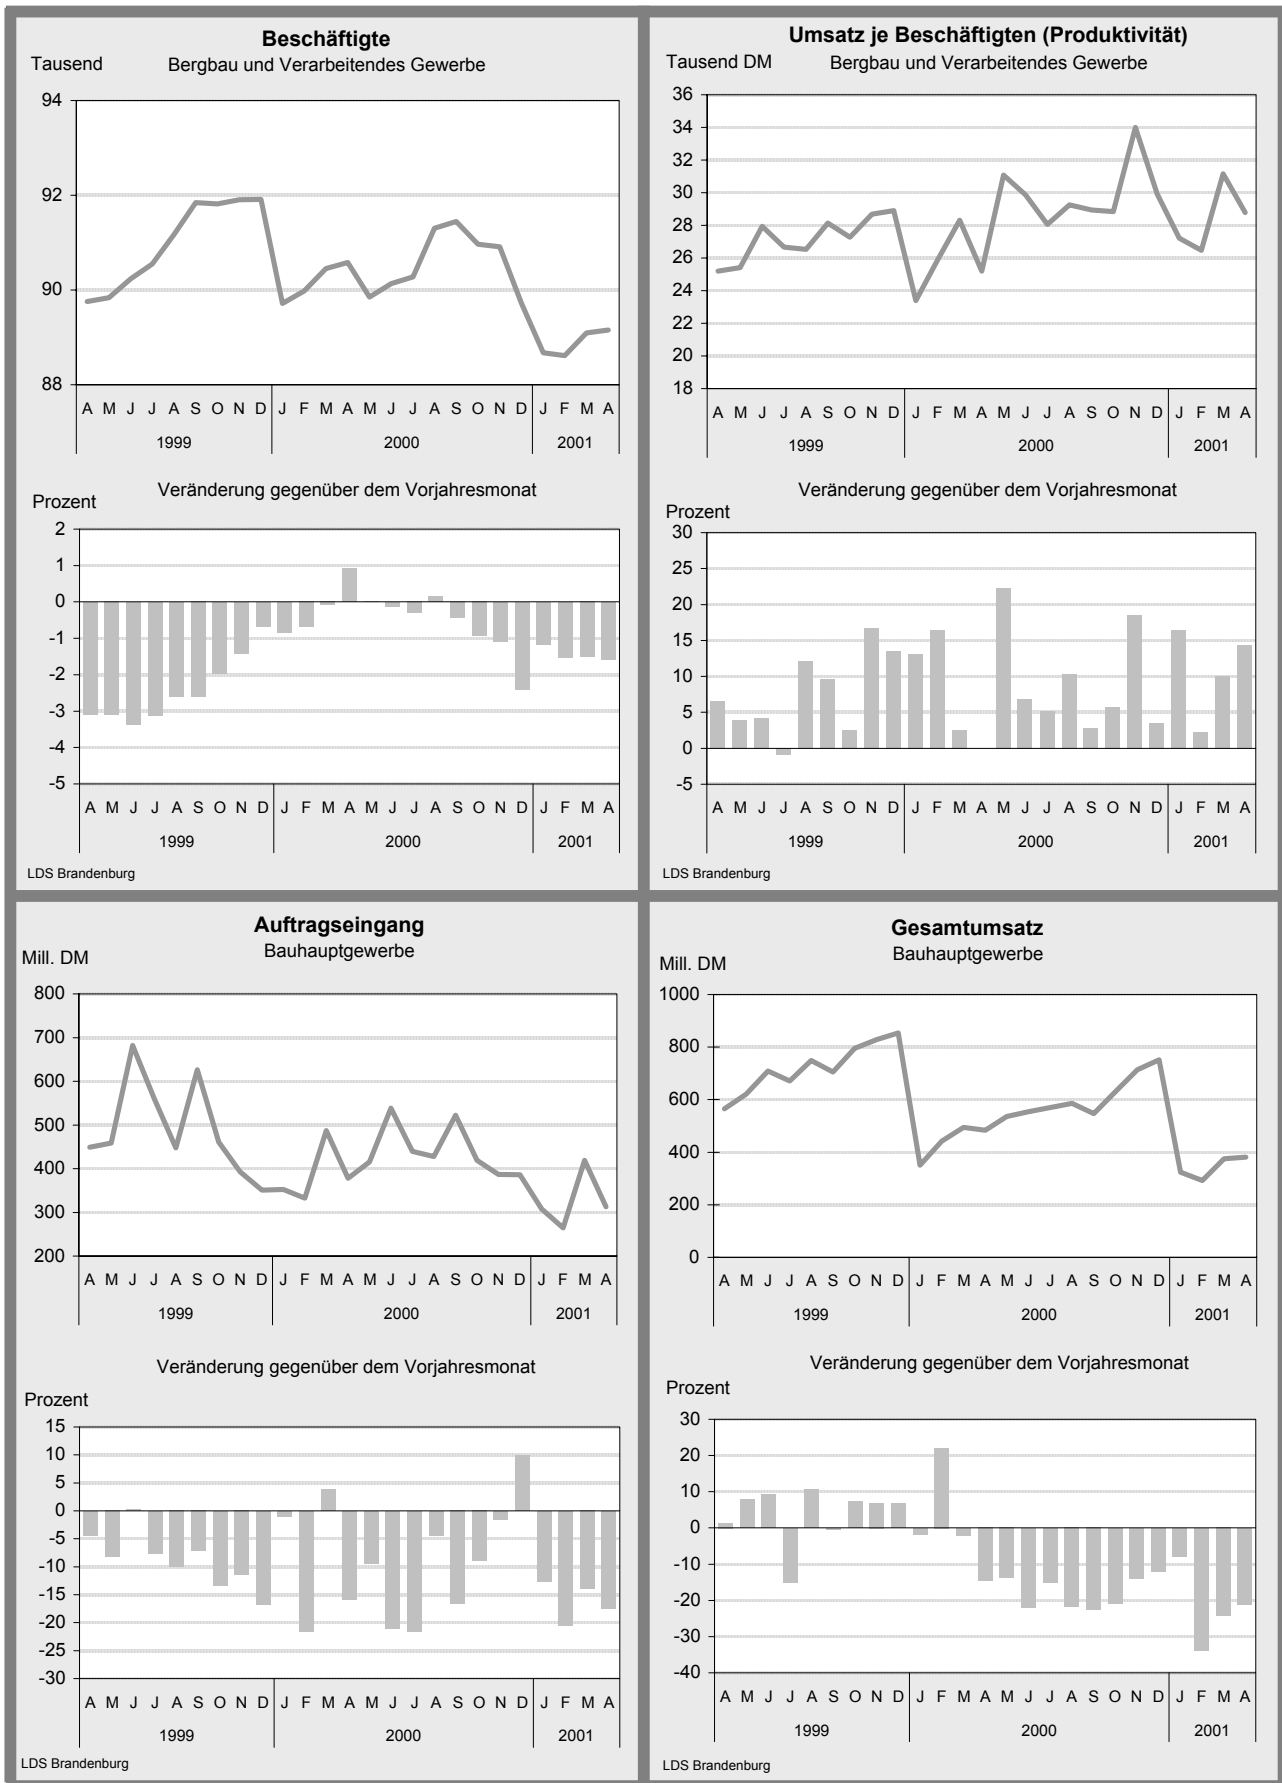 Beschäftigte
Tausend
Bergbau und Verarbeitendes Gewerbe
94
92
90
88
A M J J A S O N D J F M A M J J A S O N D J F M A
1999 2000 2001
Veränderung gegenüber dem Vorjahresmonat
Prozent
2
1
0
-1
-2
-3
-4
-5
A M J J A S O N D J F M A M J J A S O N D J F M A
1999 2000 2001
LDS Brandenburg
Umsatz je Beschäftigten (Produktivität)
Tausend DM
Bergbau und Verarbeitendes Gewerbe
36
34
32
30
28
26
24
22
20
18
A M J J A S O N D J F M A M J J A S O N D J F M A
1999 2000 2001
Veränderung gegenüber dem Vorjahresmonat
Prozent
30
25
20
15
10
5
0
-5
A M J J A S O N D J F M A M J J A S O N D J F M A
1999 2000 2001
LDS Brandenburg
Auftragseingang
Bauhauptgewerbe
Mill. DM
800
700
600
500
400
300
200
A M J J A S O N D J F M A M J J A S O N D J F M A
1999 2000 2001
Veränderung gegenüber dem Vorjahresmonat
Prozent
15
10
5
0
-5
-10
-15
-20
-25
-30
A M J J A S O N D J F M A M J J A S O N D J F M A
1999 2000 2001
LDS Brandenburg
Gesamtumsatz
Bauhauptgewerbe
Mill. DM
1000
800
600
400
200
0
A M J J A S O N D J F M A M J J A S O N D J F M A
1999 2000 2001
Veränderung gegenüber dem Vorjahresmonat
Prozent
30
20
10
0
-10
-20
-30
-40
A M J J A S O N D J F M A M J J A S O N D J F M A
1999 2000 2001
LDS Brandenburg